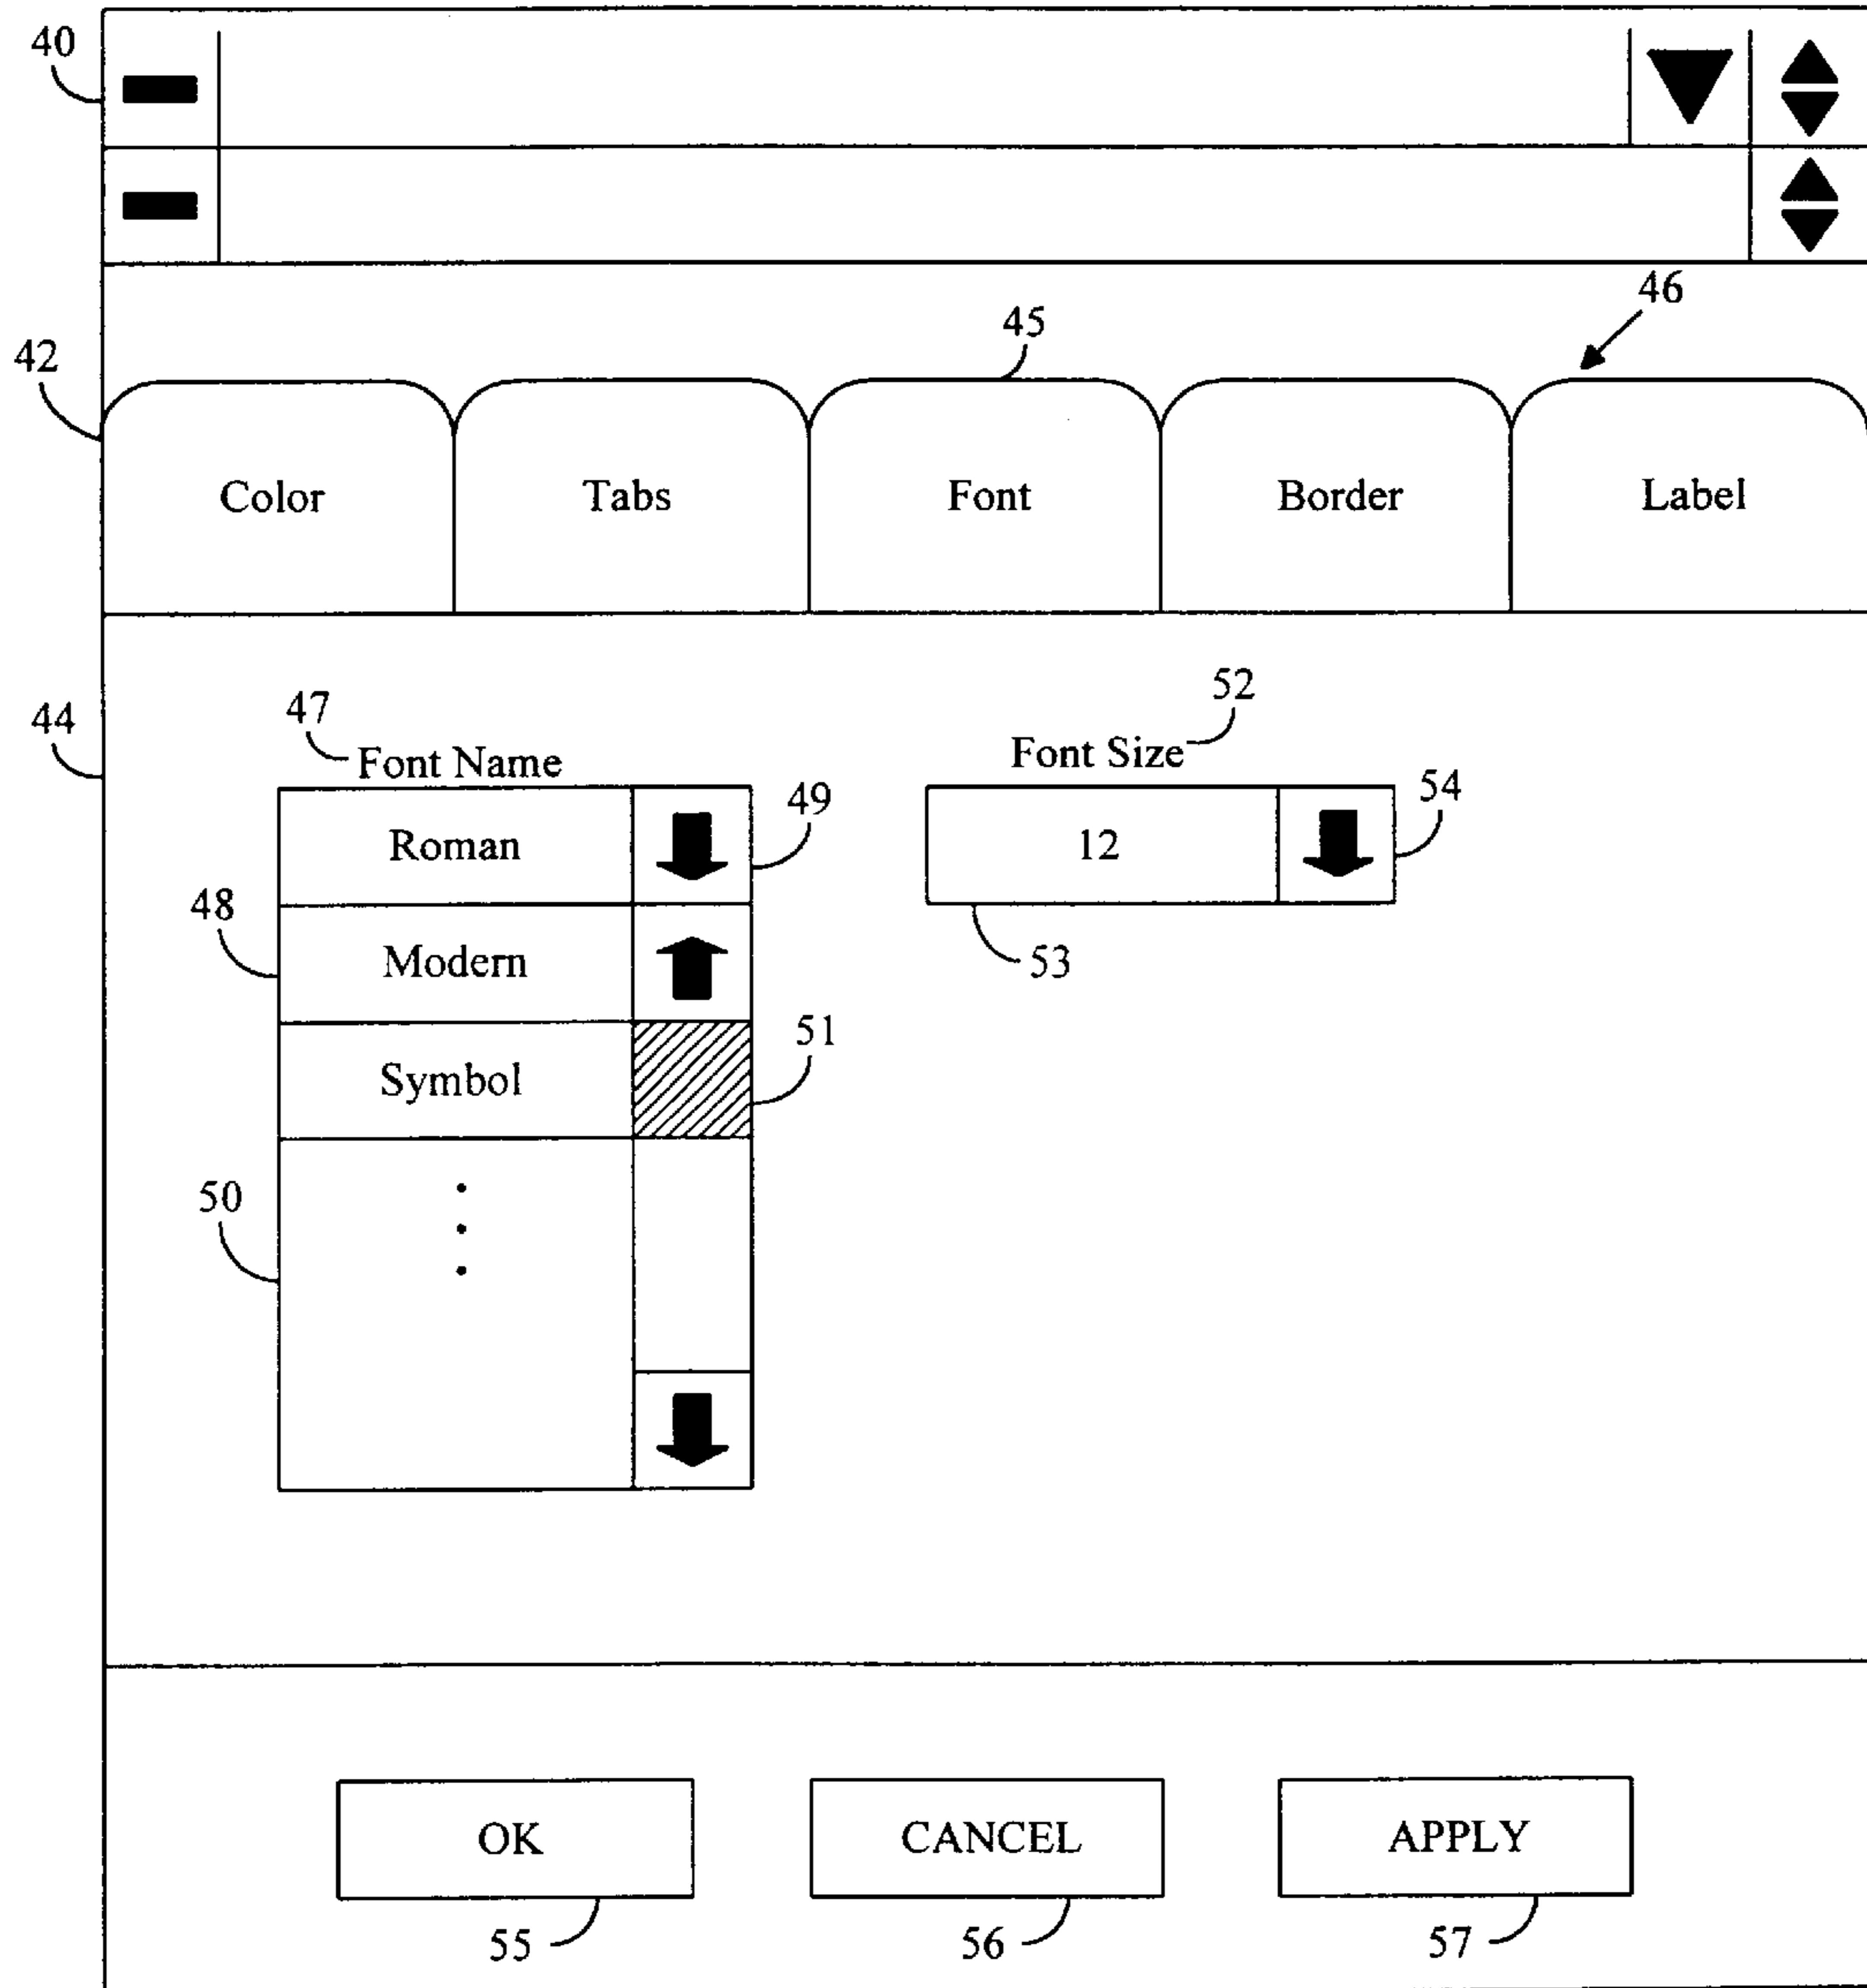 40
46
45
42
Color Tabs Font Border Label
52
47
44
Font Name Font Size
49 54
Roman 12
48
Modern 53
51
Symbol
50
OK CANCEL APPLY
55 56 57